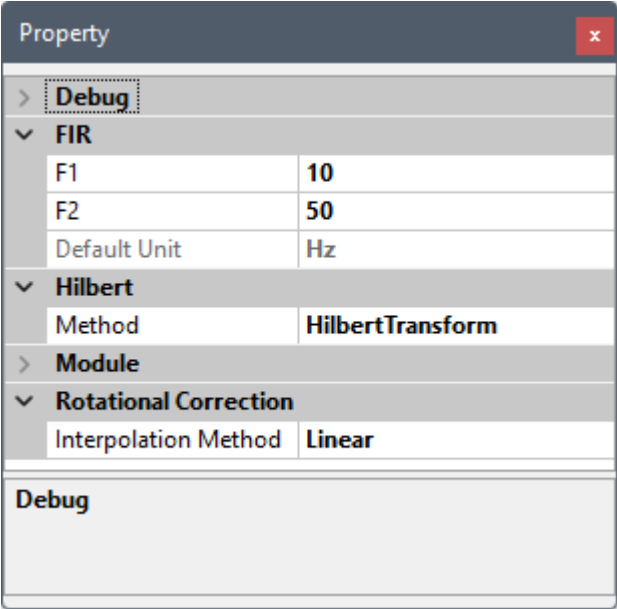 Property
x
Debug
FIR
F1 10
F2 50
Default Unit Hz
Hilbert
Method HilbertTransform
Module
Rotational Correction
Interpolation Method Linear
Debug